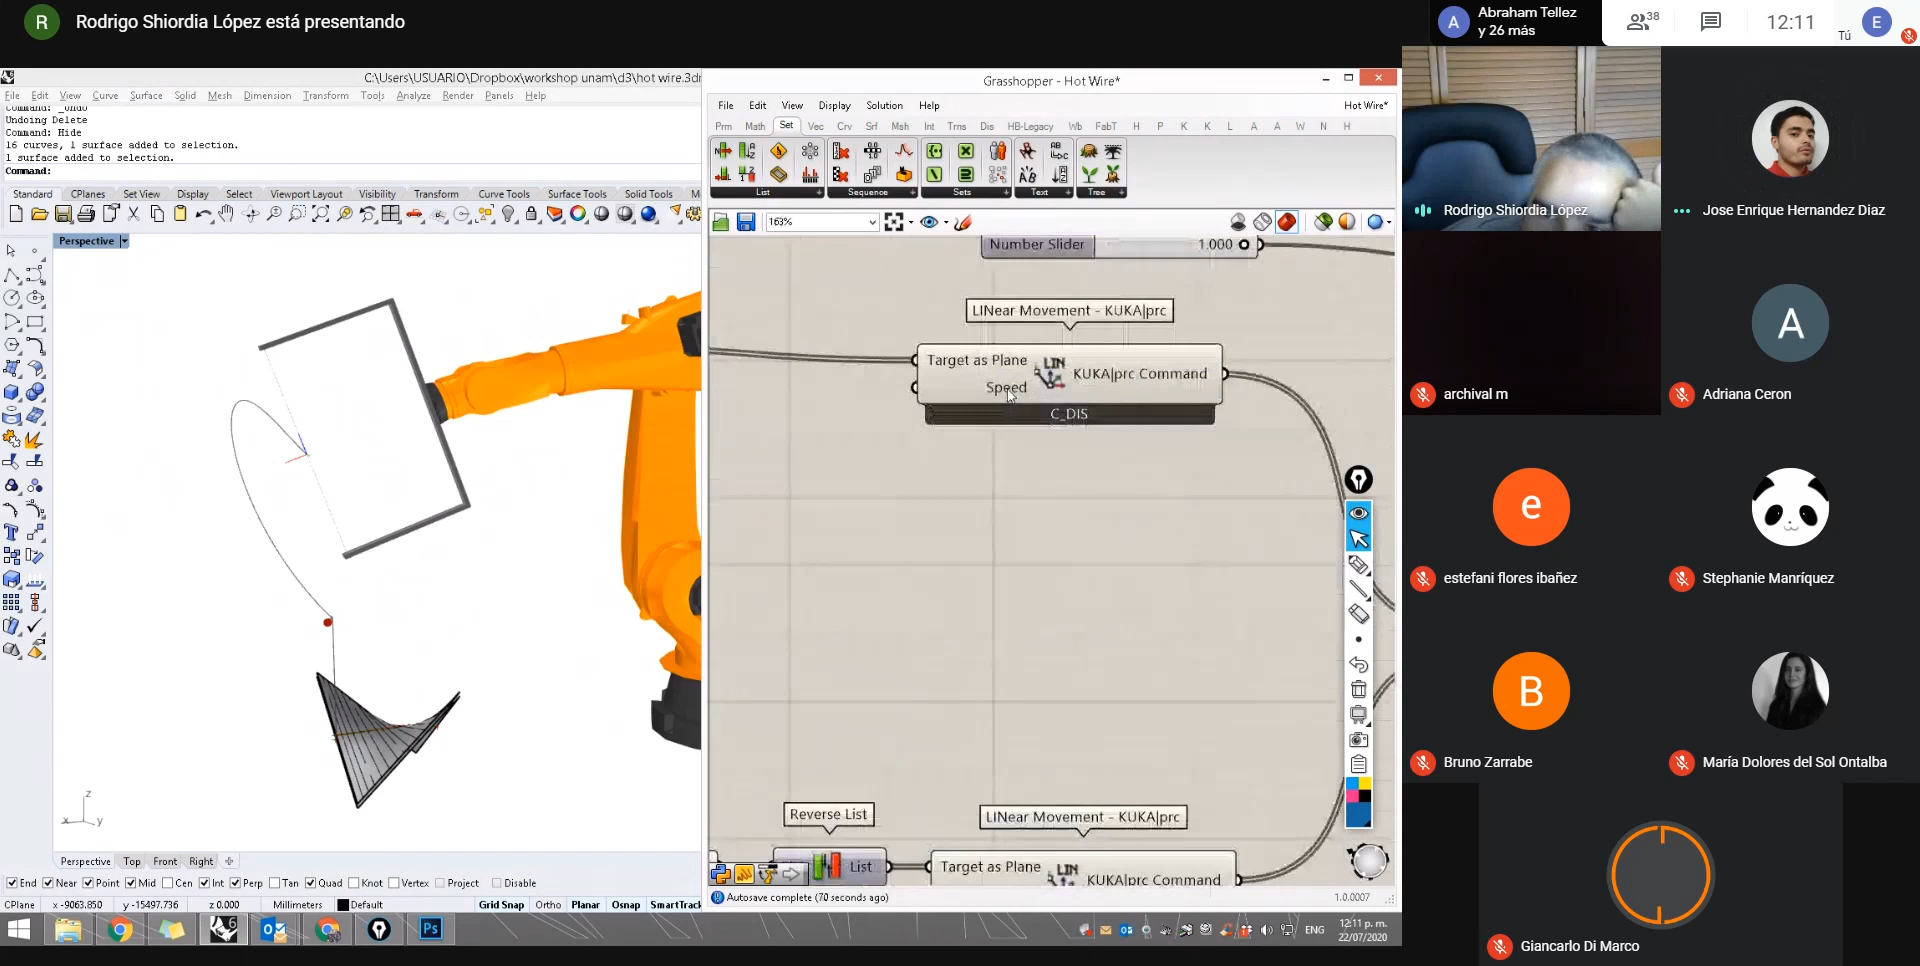 R Rodrigo Shiordia López está presentando
A Abraham Tellez
y 26 más
38
12:11
Tú
E
C:\Users\USUARIO\Dropbox\workshop unam\d3\hot wire.3dr
File Edit View Curve Surface Solid Mesh Dimension Transform Tools Analyze Render Panels Help
Command: _Undo
Undoing Delete
Command: Hide
16 curves, 1 surface added to selection.
1 surface added to selection.
Command:
Standard CPlanes Set View Display Select Viewport Layout Visibility Transform Curve Tools Surface Tools Solid Tools M
Perspective
z
x
y
Perspective Top Front Right
End Near Point Mid Cen Int Perp Tan Quad Knot Vertex Project Disable
CPlane x -9063.850 y -15497.736 z 0.000 Millimeters Default Grid Snap Ortho Planar Osnap SmartTrack
Grasshopper - Hot Wire*
File Edit View Display Solution Help Hot Wire*
Prm Math Set Vec Crv Srf Msh Int Trns Dis HB-Legacy Wb FabT H P K K L A A W N H
List Sequence Sets Text Tree
163%
Number Slider 1.000
LINear Movement - KUKA|prc
Target as Plane
LIN
KUKA|prc Command
Speed
C_DIS
Reverse List
LINear Movement - KUKA|prc
List
Target as Plane
LIN
KUKA|prc Command
Autosave complete (70 seconds ago)
1.0.0007
6
Ps
ENG
12:11 p. m.
22/07/2020
Rodrigo Shiordia López
Jose Enrique Hernandez Diaz
archival m
A
Adriana Ceron
e
estefani flores ibañez
Stephanie Manríquez
B
Bruno Zarrabe
María Dolores del Sol Ontalba
Giancarlo Di Marco